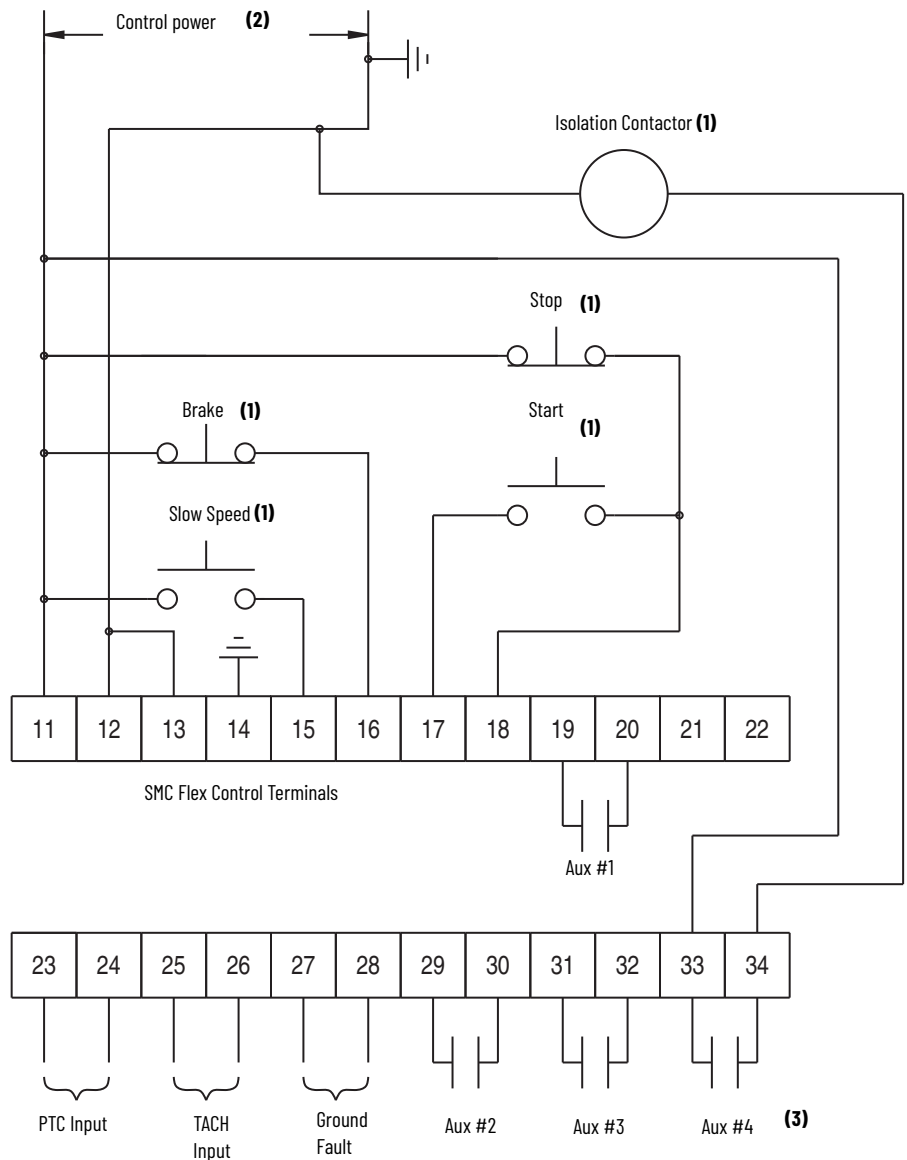 Control power (2)
Isolation Contactor (1)
Stop (1)
Brake (1)
Start
(1)
Slow Speed (1)
11 12 13 14 15 16 17 18 19 20 21 22
SMC Flex Control Terminals
Aux #1
23 24 25 26 27 28 29 30 31 32 33 34
PTC Input
TACH
Input
Ground
Fault
Aux #2
Aux #3
Aux #4 (3)